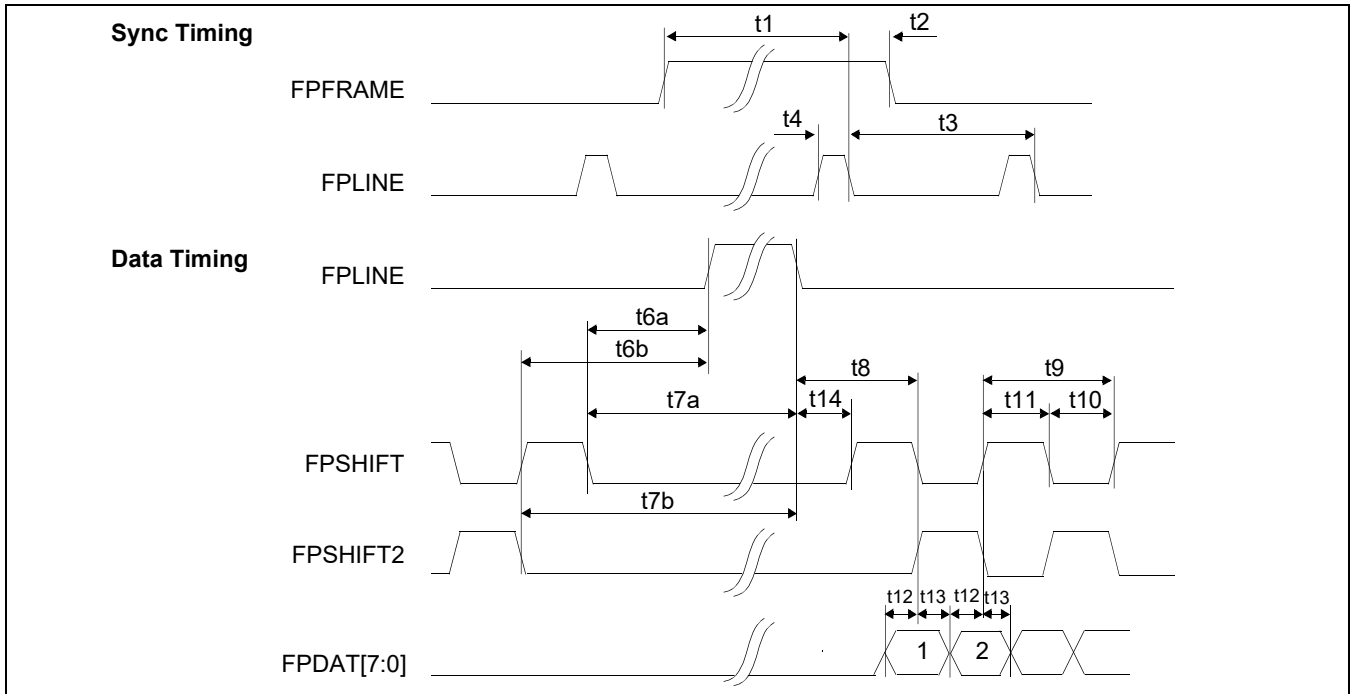 Sync Timing
t1
t2
FPFRAME
t4
t3
FPLINE
Data Timing
FPLINE
t6a
t6b
t8
t9
t7a
t14
t11
t10
FPSHIFT
t7b
FPSHIFT2
t12 t13 t12 t13
FPDAT[7:0]
1
2